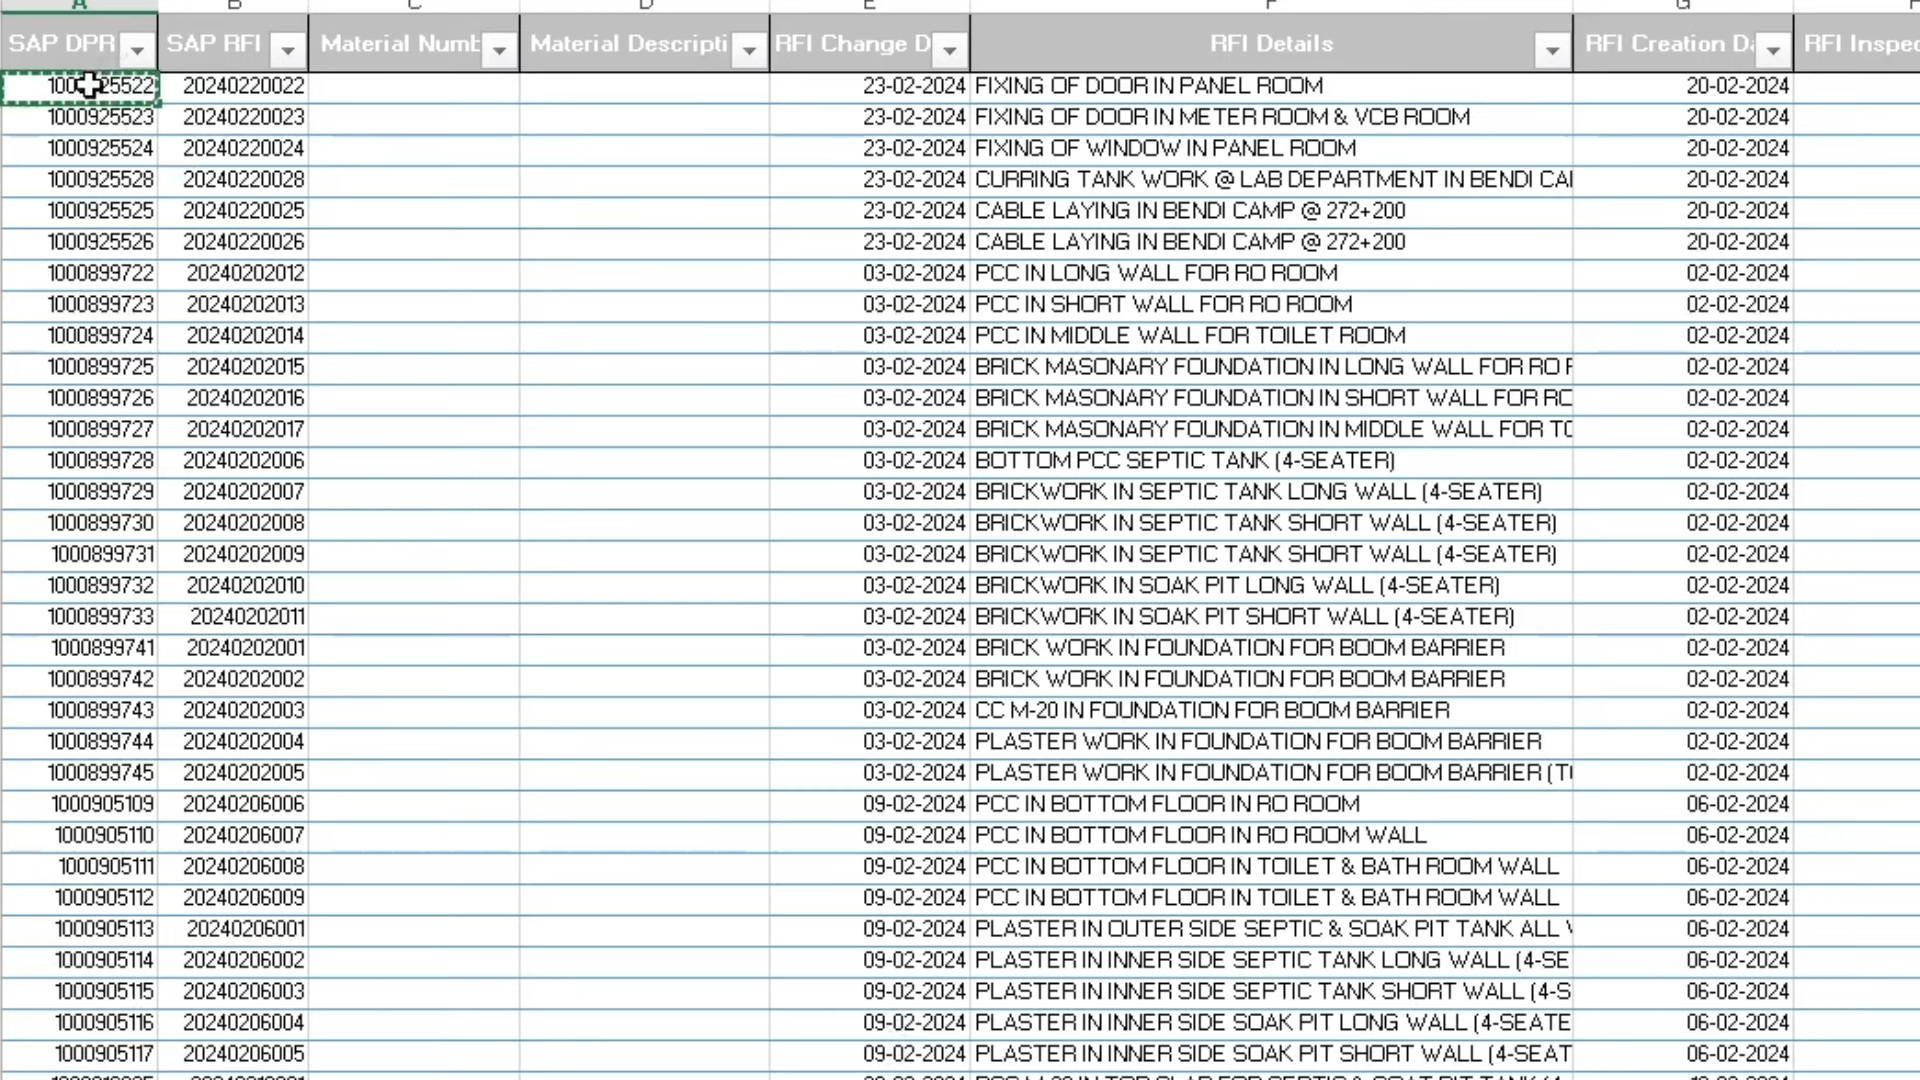 A B C D E F G
SAP DPR SAP RFI Material Numb Material Descripti RFI Change D RFI Details RFI Creation Da RFI Inspec
20240220022 23-02-2024 FIXING OF DOOR IN PANEL ROOM 20-02-2024
1000925523 20240220023 23-02-2024 FIXING OF DOOR IN METER ROOM & VCB ROOM 20-02-2024
1000925524 20240220024 23-02-2024 FIXING OF WINDOW IN PANEL ROOM 20-02-2024
1000925528 20240220028 23-02-2024 CURRING TANK WORK @ LAB DEPARTMENT IN BENDI CAI 20-02-2024
1000925525 20240220025 23-02-2024 CABLE LAYING IN BENDI CAMP @ 272+200 20-02-2024
1000925526 20240220026 23-02-2024 CABLE LAYING IN BENDI CAMP @ 272+200 20-02-2024
1000899722 20240202012 03-02-2024 PCC IN LONG WALL FOR RO ROOM 02-02-2024
1000899723 20240202013 03-02-2024 PCC IN SHORT WALL FOR RO ROOM 02-02-2024
1000899724 20240202014 03-02-2024 PCC IN MIDDLE WALL FOR TOILET ROOM 02-02-2024
1000899725 20240202015 03-02-2024 BRICK MASONARY FOUNDATION IN LONG WALL FOR RO R 02-02-2024
1000899726 20240202016 03-02-2024 BRICK MASONARY FOUNDATION IN SHORT WALL FOR RO 02-02-2024
1000899727 20240202017 03-02-2024 BRICK MASONARY FOUNDATION IN MIDDLE WALL FOR TO 02-02-2024
1000899728 20240202006 03-02-2024 BOTTOM PCC SEPTIC TANK (4-SEATER) 02-02-2024
1000899729 20240202007 03-02-2024 BRICKWORK IN SEPTIC TANK LONG WALL (4-SEATER) 02-02-2024
1000899730 20240202008 03-02-2024 BRICKWORK IN SEPTIC TANK SHORT WALL (4-SEATER) 02-02-2024
1000899731 20240202009 03-02-2024 BRICKWORK IN SEPTIC TANK SHORT WALL (4-SEATER) 02-02-2024
1000899732 20240202010 03-02-2024 BRICKWORK IN SOAK PIT LONG WALL (4-SEATER) 02-02-2024
1000899733 20240202011 03-02-2024 BRICKWORK IN SOAK PIT SHORT WALL (4-SEATER) 02-02-2024
1000899741 20240202001 03-02-2024 BRICK WORK IN FOUNDATION FOR BOOM BARRIER 02-02-2024
1000899742 20240202002 03-02-2024 BRICK WORK IN FOUNDATION FOR BOOM BARRIER 02-02-2024
1000899743 20240202003 03-02-2024 CC M-20 IN FOUNDATION FOR BOOM BARRIER 02-02-2024
1000899744 20240202004 03-02-2024 PLASTER WORK IN FOUNDATION FOR BOOM BARRIER 02-02-2024
1000899745 20240202005 03-02-2024 PLASTER WORK IN FOUNDATION FOR BOOM BARRIER (TO 02-02-2024
1000905109 20240206006 09-02-2024 PCC IN BOTTOM FLOOR IN RO ROOM 06-02-2024
1000905110 20240206007 09-02-2024 PCC IN BOTTOM FLOOR IN RO ROOM WALL 06-02-2024
1000905111 20240206008 09-02-2024 PCC IN BOTTOM FLOOR IN TOILET & BATH ROOM WALL 06-02-2024
1000905112 20240206009 09-02-2024 PCC IN BOTTOM FLOOR IN TOILET & BATH ROOM WALL 06-02-2024
1000905113 20240206001 09-02-2024 PLASTER IN OUTER SIDE SEPTIC & SOAK PIT TANK ALL 06-02-2024
1000905114 20240206002 09-02-2024 PLASTER IN INNER SIDE SEPTIC TANK LONG WALL (4-SE 06-02-2024
1000905115 20240206003 09-02-2024 PLASTER IN INNER SIDE SEPTIC TANK SHORT WALL (4-S 06-02-2024
1000905116 20240206004 09-02-2024 PLASTER IN INNER SIDE SOAK PIT LONG WALL (4-SEATE 06-02-2024
1000905117 20240206005 09-02-2024 PLASTER IN INNER SIDE SOAK PIT SHORT WALL (4-SEAT 06-02-2024